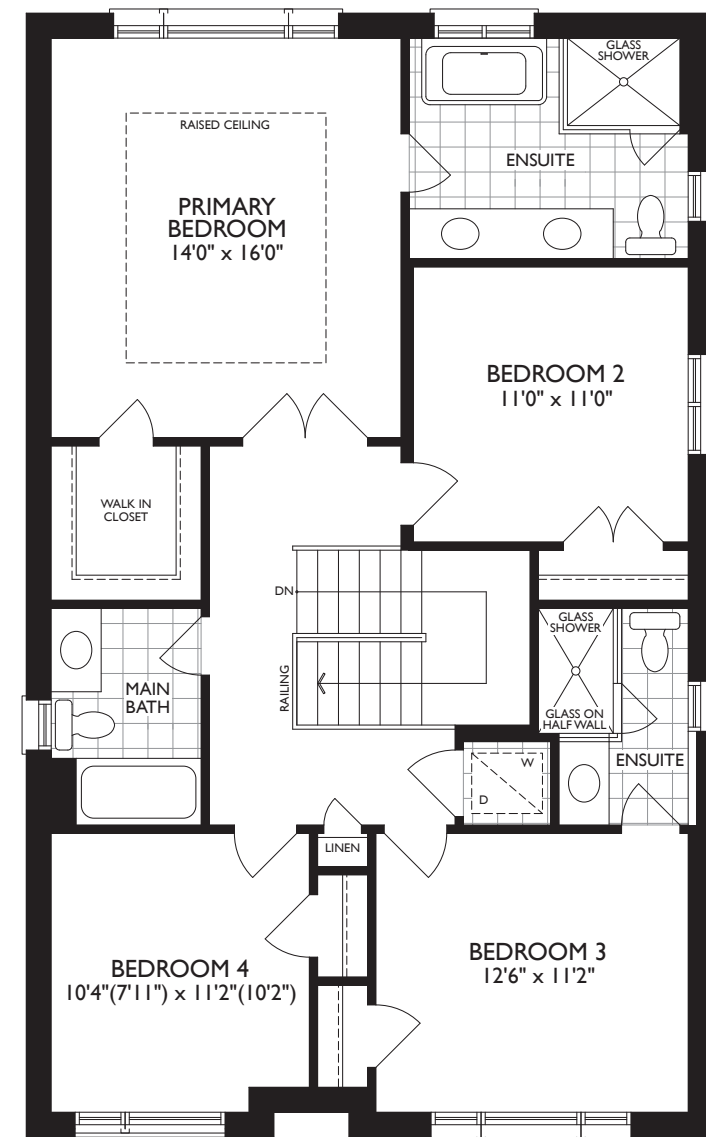 GLASS
SHOWER
RAISED CEILING
ENSUITE
PRIMARY
BEDROOM
14'0" x 16'0"
BEDROOM 2
11'0" x 11'0"
WALK IN
CLOSET
DN
GLASS
SHOWER
RAILING
MAIN
BATH
GLASS ON
HALF WALL
ENSUITE
W
D
LINEN
BEDROOM 3
12'6" x 11'2"
BEDROOM 4
10'4"(7'11") x 11'2"(10'2")